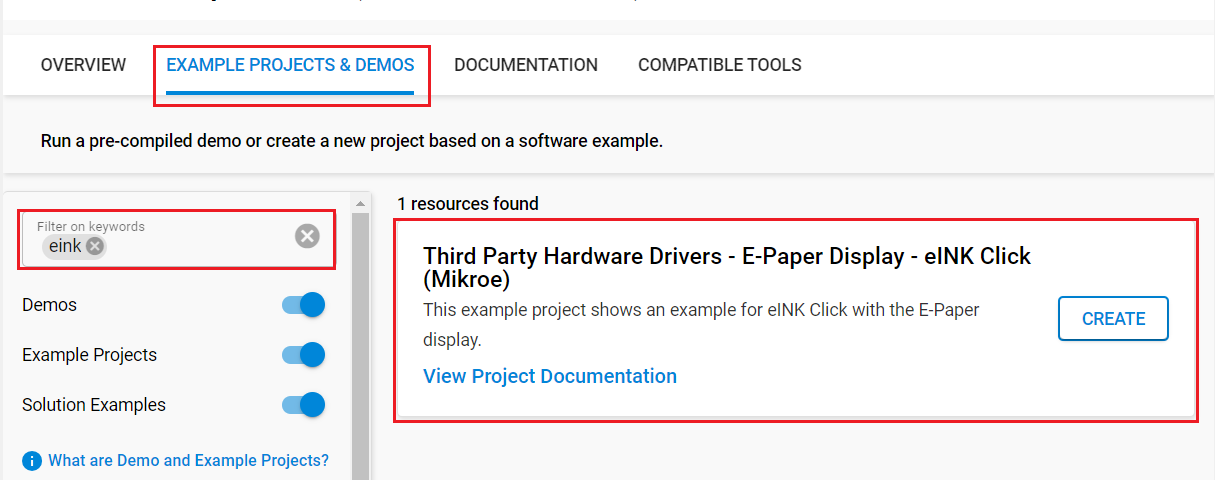 OVERVIEW
EXAMPLE PROJECTS & DEMOS
DOCUMENTATION
COMPATIBLE TOOLS
Run a pre-compiled demo or create a new project based on a software example.
Filter on keywords
eink
Demos
Example Projects
Solution Examples
What are Demo and Example Projects?
1 resources found
Third Party Hardware Drivers - E-Paper Display - eINK Click
(Mikroe)
This example project shows an example for eINK Click with the E-Paper
display.
View Project Documentation
CREATE